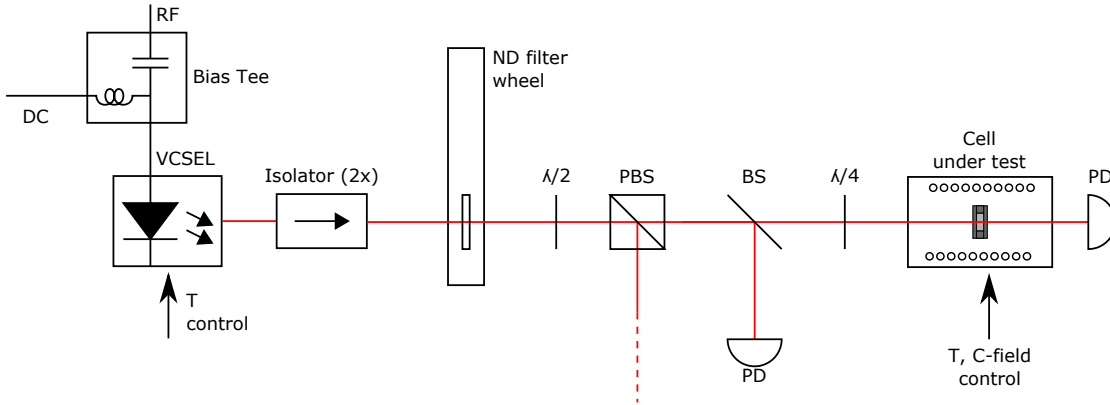 RF
Bias Tee
DC
VCSEL
T
control
Isolator (2x)
ND filter
wheel
λ/2
PBS
BS
PD
λ/4
Cell
under test
PD
T, C-field
control